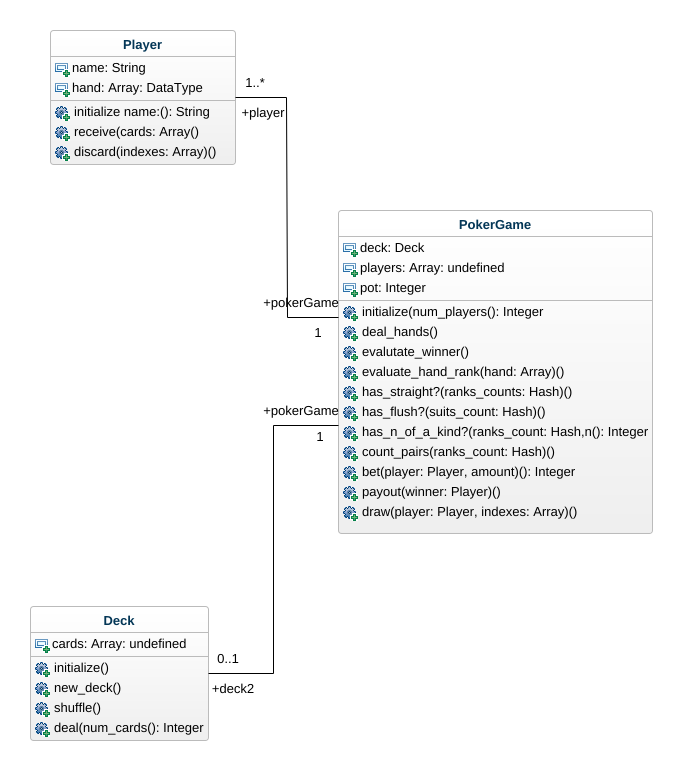 Player
name: String
hand: Array: DataType
initialize name:(): String
receive(cards: Array()
discard(indexes: Array)()
1..*
+player
PokerGame
deck: Deck
players: Array: undefined
pot: Integer
initialize(num_players(): Integer
deal_hands()
evalutate_winner()
evaluate_hand_rank(hand: Array)()
has_straight?(ranks_counts: Hash)()
has_flush?(suits_count: Hash)()
has_n_of_a_kind?(ranks_count: Hash,n(): Integer
count_pairs(ranks_count: Hash)()
bet(player: Player, amount)(): Integer
payout(winner: Player)()
draw(player: Player, indexes: Array)()
+pokerGame
1
+pokerGame
1
Deck
cards: Array: undefined
initialize()
new_deck()
shuffle()
deal(num_cards(): Integer
0..1
+deck2